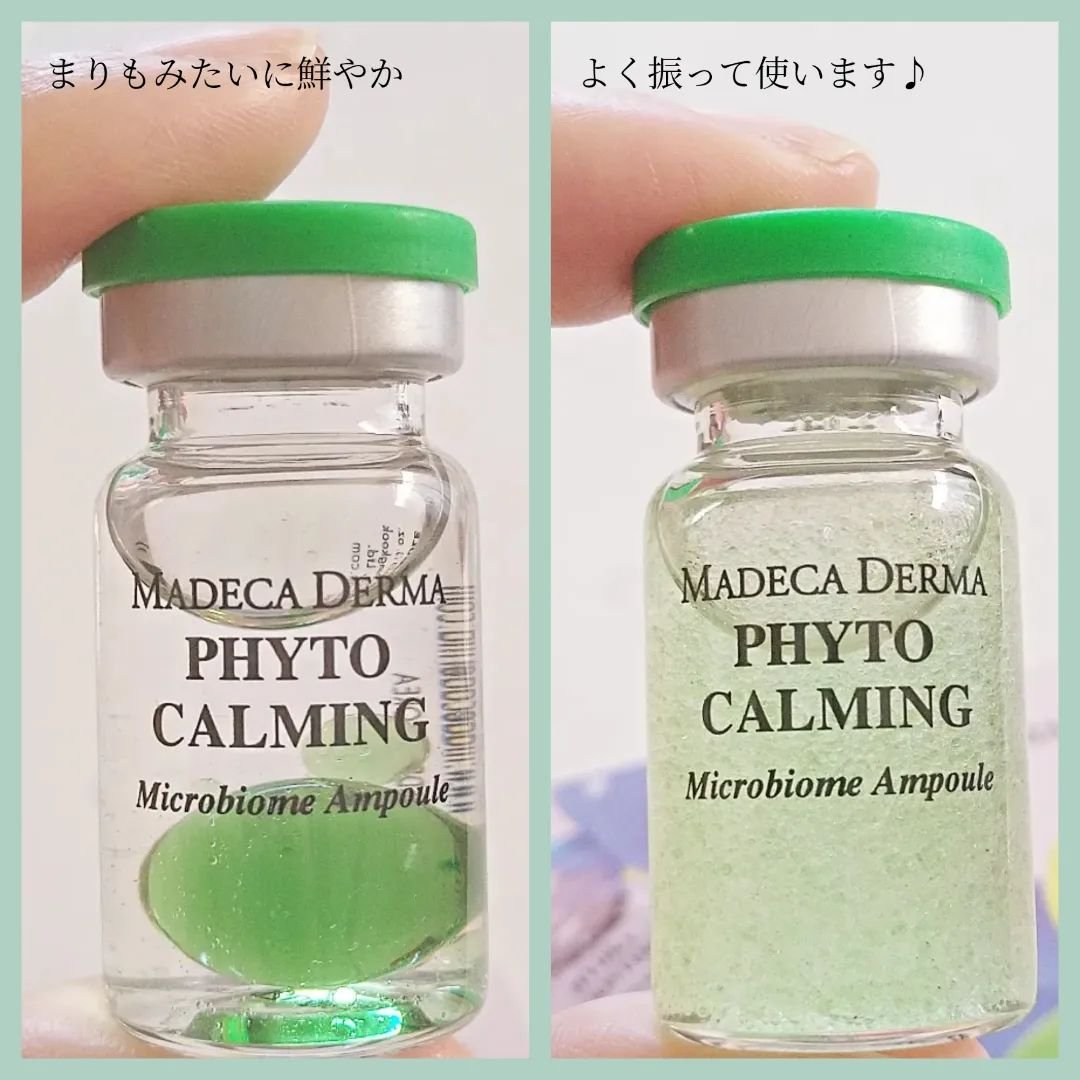 まりもみたいに鮮やか
MADECA DERMA
PHYTO
CALMING
Microbiome Ampoule
よく振って使います♪
MADECA DERMA
PHYTO
CALMING
Microbiome Ampoule